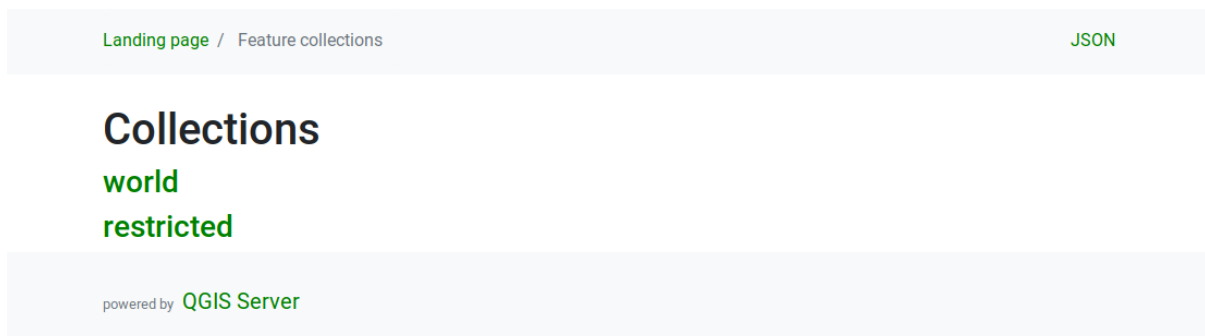 Landing page / Feature collections JSON
Collections
world
restricted
powered by QGIS Server